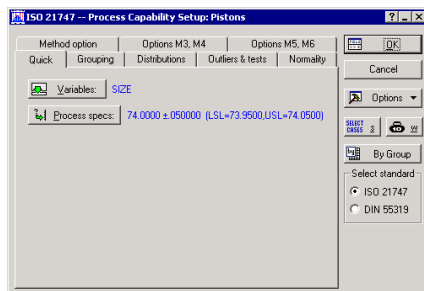 ISO 21747 -- Process Capability Setup: Pistons
Method option Options M3, M4 Options M5, M6
Quick Grouping Distributions Outliers & tests Normality
Variables: SIZE
Process specs: 74.0000 ±.050000 (LSL=73.9500,USL=74.0500)
OK
Cancel
Options
SELECT CASES S W
By Group
Select standard
ISO 21747
DIN 55319